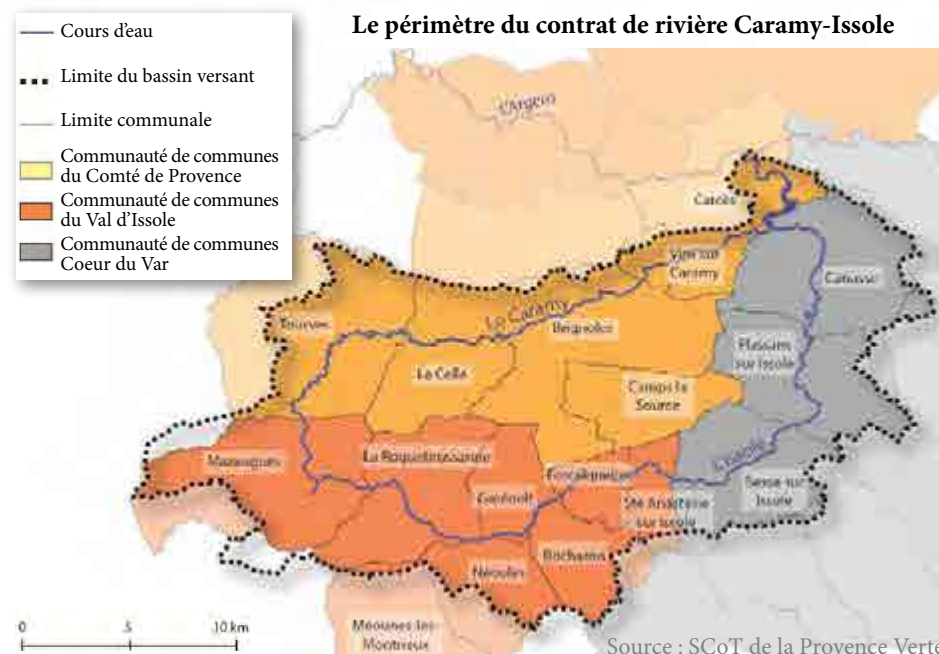 Le périmètre du contrat de rivière Caramy-Issole
Cours d'eau
Limite du bassin versant
Limite communale
Communauté de communes
du Comté de Provence
Communauté de communes
du Val d'Issole
Communauté de communes
Coeur du Var
L'Argens
Carcès
Vins sur
Caramy
Cabasse
Le Caramy
Tourves
Brignoles
Flassans
sur Issole
La Celle
Camps la
Source
Mazaugues
La Roquebrussanne
Forcalqueiret
L'Issole
Garéoult
Ste Anastasie
sur Issole
Besse sur
Issole
Rocbaron
Néoules
Méounes-les-
Montrieux
0 5 10 km
Source : SCoT de la Provence Verte